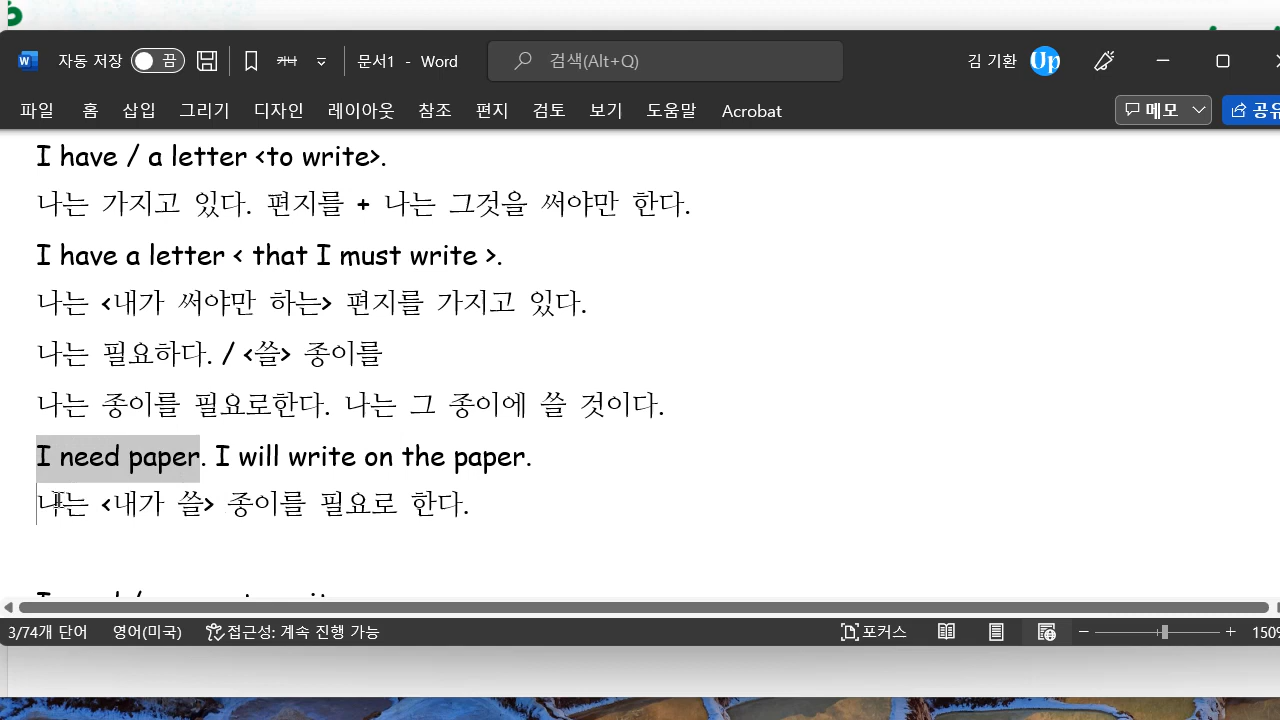 자동 저장 끔 가나 문서1 - Word 검색(Alt+Q) 김 기환 Up
파일 홈 삽입 그리기 디자인 레이아웃 참조 편지 검토 보기 도움말 Acrobat 메모 공유
I have / a letter <to write>.
나는 가지고 있다. 편지를 + 나는 그것을 써야만 한다.
I have a letter < that I must write >.
나는 <내가 써야만 하는> 편지를 가지고 있다.
나는 필요하다. / <쓸> 종이를
나는 종이를 필요로한다. 나는 그 종이에 쓸 것이다.
I need paper. I will write on the paper.
나는 <내가 쓸> 종이를 필요로 한다.
3/74개 단어 영어(미국) 접근성: 계속 진행 가능 포커스 150%